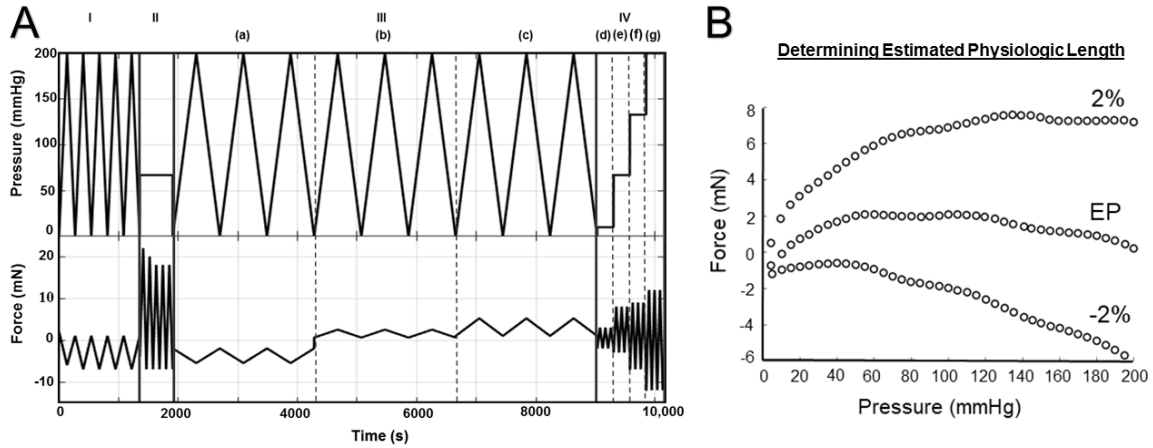 A
I II III IV
(a) (b) (c) (d) (e) (f) (g)
Pressure (mmHg)
200
150
100
50
0
Force (mN)
20
10
0
-10
0 2000 4000 6000 8000 10,000
Time (s)
B
Determining Estimated Physiologic Length
Force (mN)
8
6
4
2
0
-2
-4
-6
2%
EP
-2%
0 20 40 60 80 100 120 140 160 180 200
Pressure (mmHg)